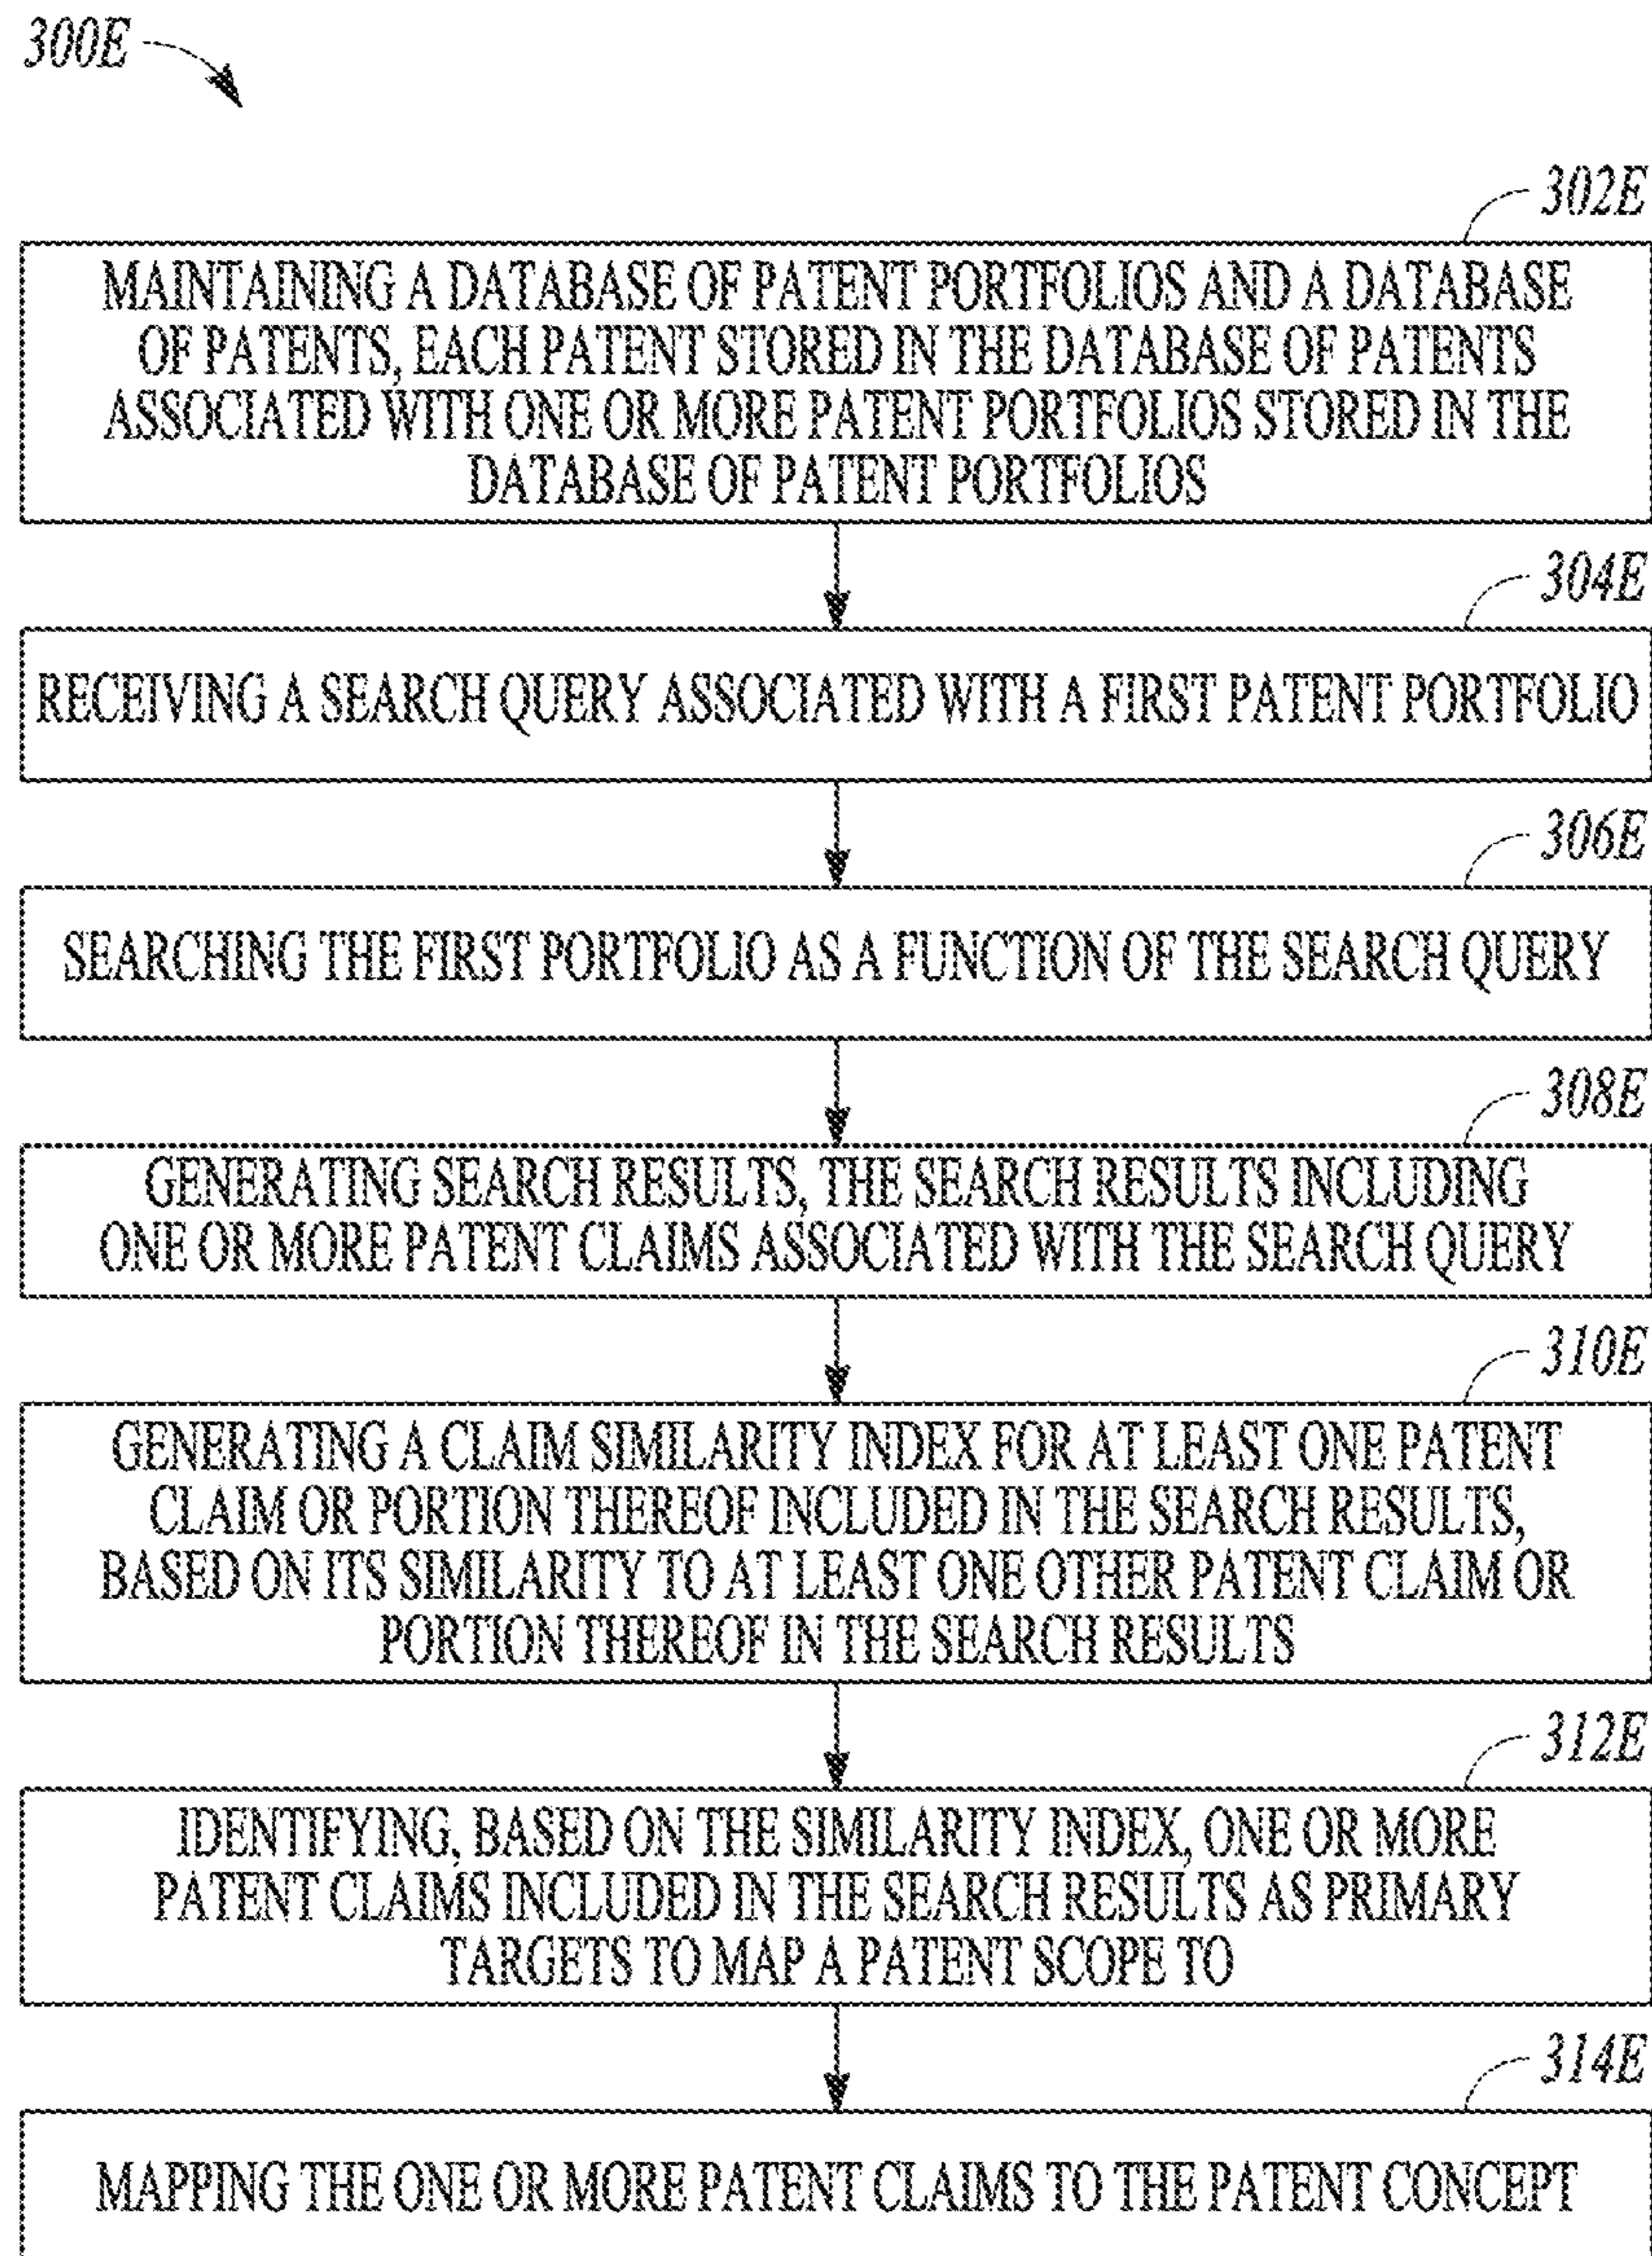 300E
302E
MAINTAINING A DATABASE OF PATENT PORTFOLIOS AND A DATABASE
OF PATENTS, EACH PATENT STORED IN THE DATABASE OF PATENTS
ASSOCIATED WITH ONE OR MORE PATENT PORTFOLIOS STORED IN THE
DATABASE OF PATENT PORTFOLIOS
304E
RECEIVING A SEARCH QUERY ASSOCIATED WITH A FIRST PATENT PORTFOLIO
306E
SEARCHING THE FIRST PORTFOLIO AS A FUNCTION OF THE SEARCH QUERY
308E
GENERATING SEARCH RESULTS, THE SEARCH RESULTS INCLUDING
ONE OR MORE PATENT CLAIMS ASSOCIATED WITH THE SEARCH QUERY
310E
GENERATING A CLAIM SIMILARITY INDEX FOR AT LEAST ONE PATENT
CLAIM OR PORTION THEREOF INCLUDED IN THE SEARCH RESULTS,
BASED ON ITS SIMILARITY TO AT LEAST ONE OTHER PATENT CLAIM OR
PORTION THEREOF IN THE SEARCH RESULTS
312E
IDENTIFYING, BASED ON THE SIMILARITY INDEX, ONE OR MORE
PATENT CLAIMS INCLUDED IN THE SEARCH RESULTS AS PRIMARY
TARGETS TO MAP A PATENT SCOPE TO
314E
MAPPING THE ONE OR MORE PATENT CLAIMS TO THE PATENT CONCEPT